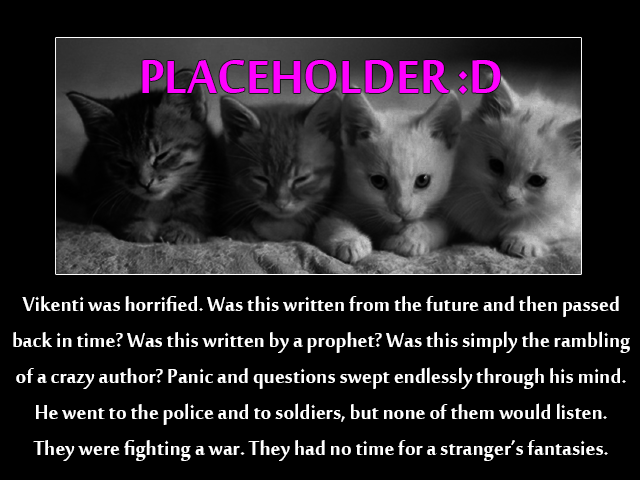 PLACEHOLDER :D
Vikenti was horrified. Was this written from the future and then passed
back in time? Was this written by a prophet? Was this simply the rambling
of a crazy author? Panic and questions swept endlessly through his mind.
He went to the police and to soldiers, but none of them would listen.
They were fighting a war. They had no time for a stranger’s fantasies.